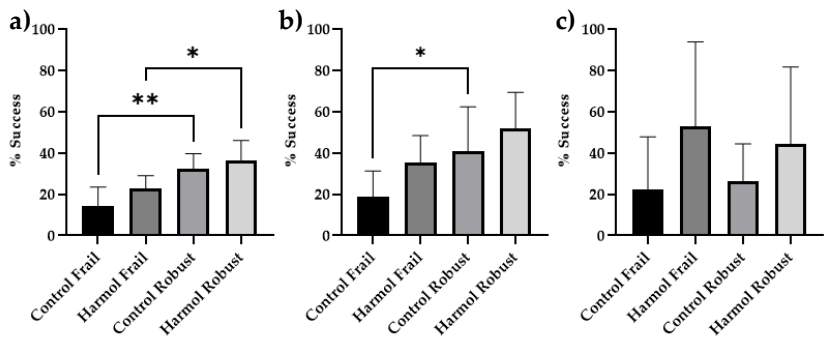 a)
% Success
100
80
60
40
20
0
**
*
Control Frail
Harmol Frail
Control Robust
Harmol Robust
b)
% Success
100
80
60
40
20
0
*
Control Frail
Harmol Frail
Control Robust
Harmol Robust
c)
% Success
100
80
60
40
20
0
Control Frail
Harmol Frail
Control Robust
Harmol Robust